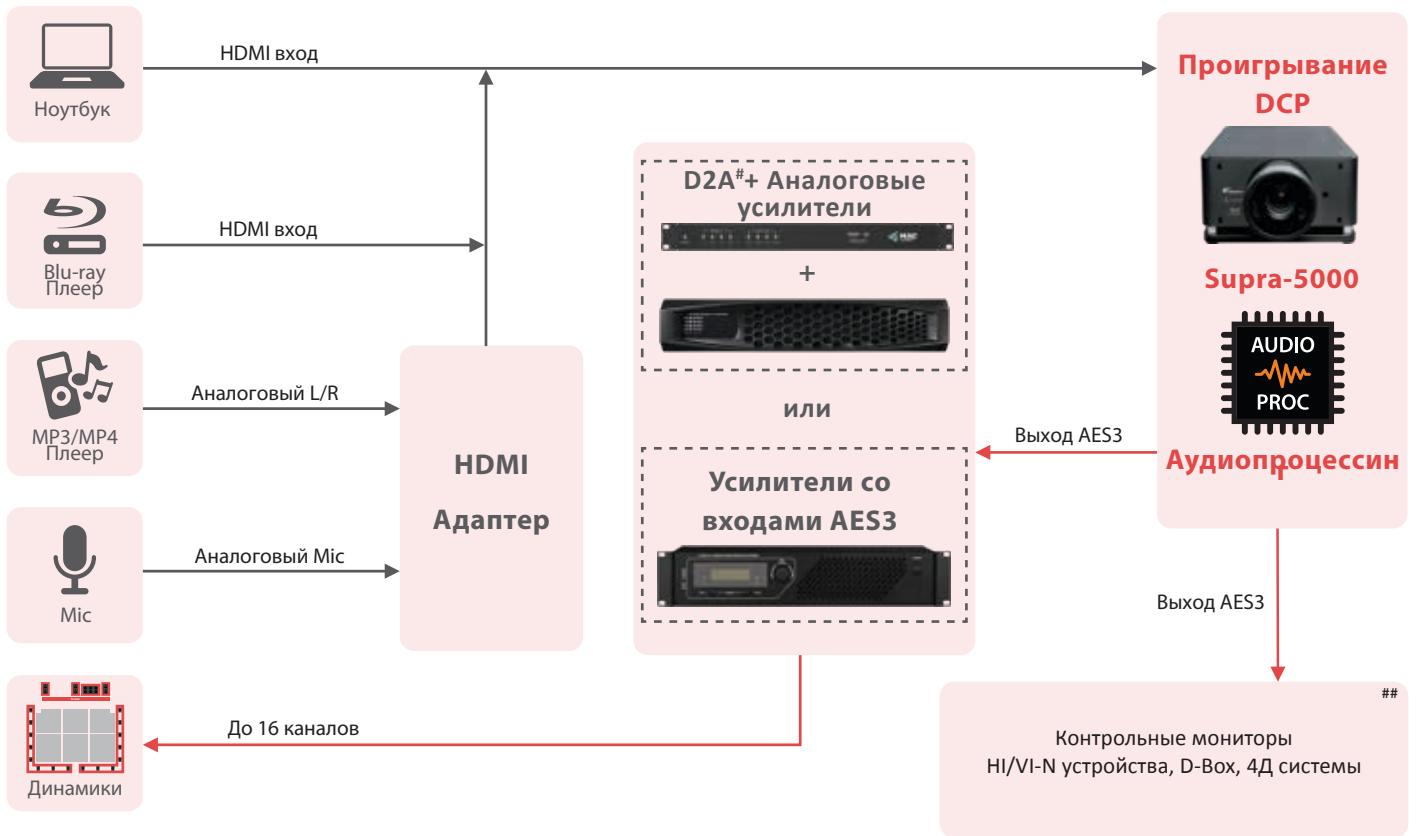 Ноутбук
HDMI вход
Blu-ray
Плеер
HDMI вход
MP3/MP4
Плеер
Аналоговый L/R
Mic
Аналоговый Mic
Динамики
До 16 каналов
HDMI
Адаптер
D2A#+ Аналоговые
усилители
+
или
Усилители со
входами AES3
Выход AES3
Проигрывание
DCP
Supra-5000
AUDIO
PROC
Аудиопроцессин
г
Выход AES3
##
Контрольные мониторы
HI/VI-N устройства, D-Box, 4Д системы